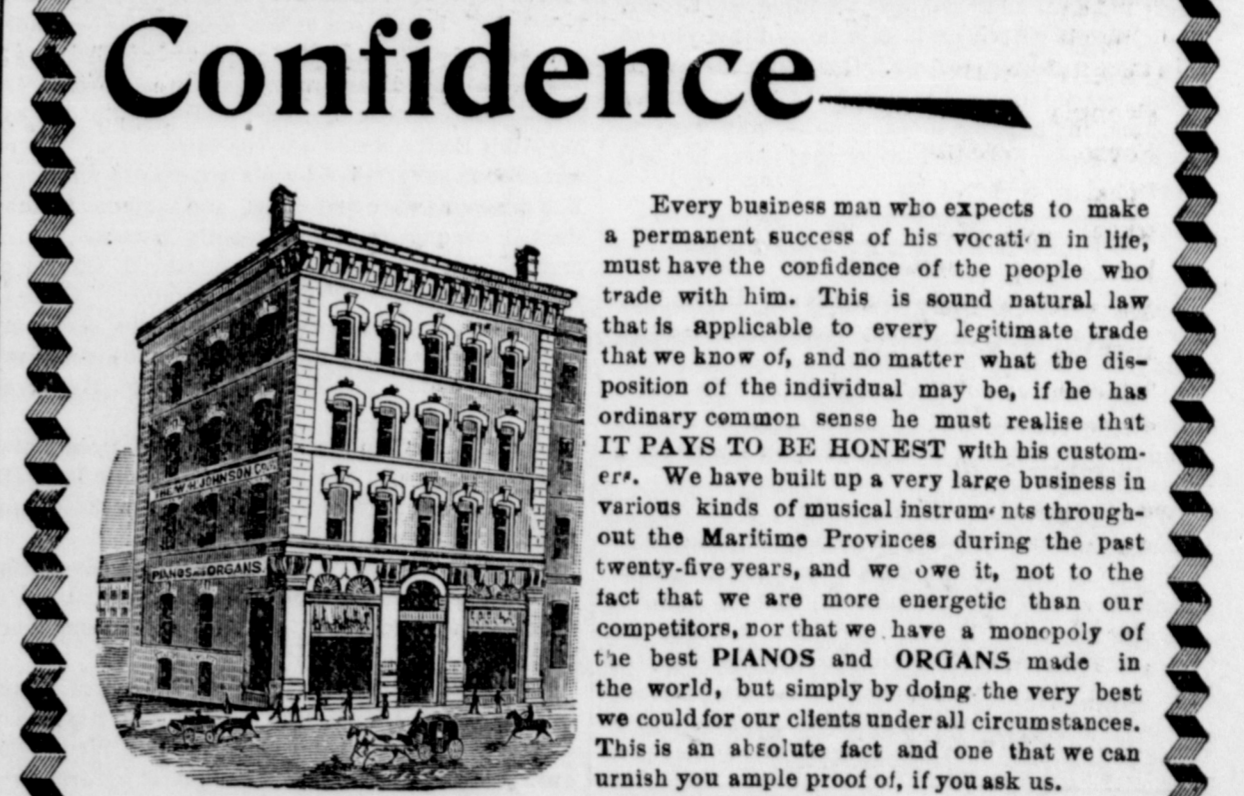 Confidence
Every business man who expects to make
a permanent success of his vocati n in life,
must have the confidence of the people who
trade with him. This is sound natural law
that is applicable to every legitimate trade
that we know of, and no matter what the dis-
position of the individual may be, if he has
ordinary common sense he must realise that
IT PAYS TO BE HONEST with his custom-
ers. We have built up a very large business in
various kinds of musical instruments through-
out the Maritime Provinces during the past
twenty-five years, and we owe it, not to the
fact that we are more energetic than our
competitors, nor that we have a monopoly of
the best PIANOS and ORGANS made in
the world, but simply by doing the very best
we could for our clients under all circumstances.
This is an absolute fact and one that we can
urnish you ample proof of, if you ask us.
THE W.H. JOHNSON CO. LTD
PIANOS AND ORGANS